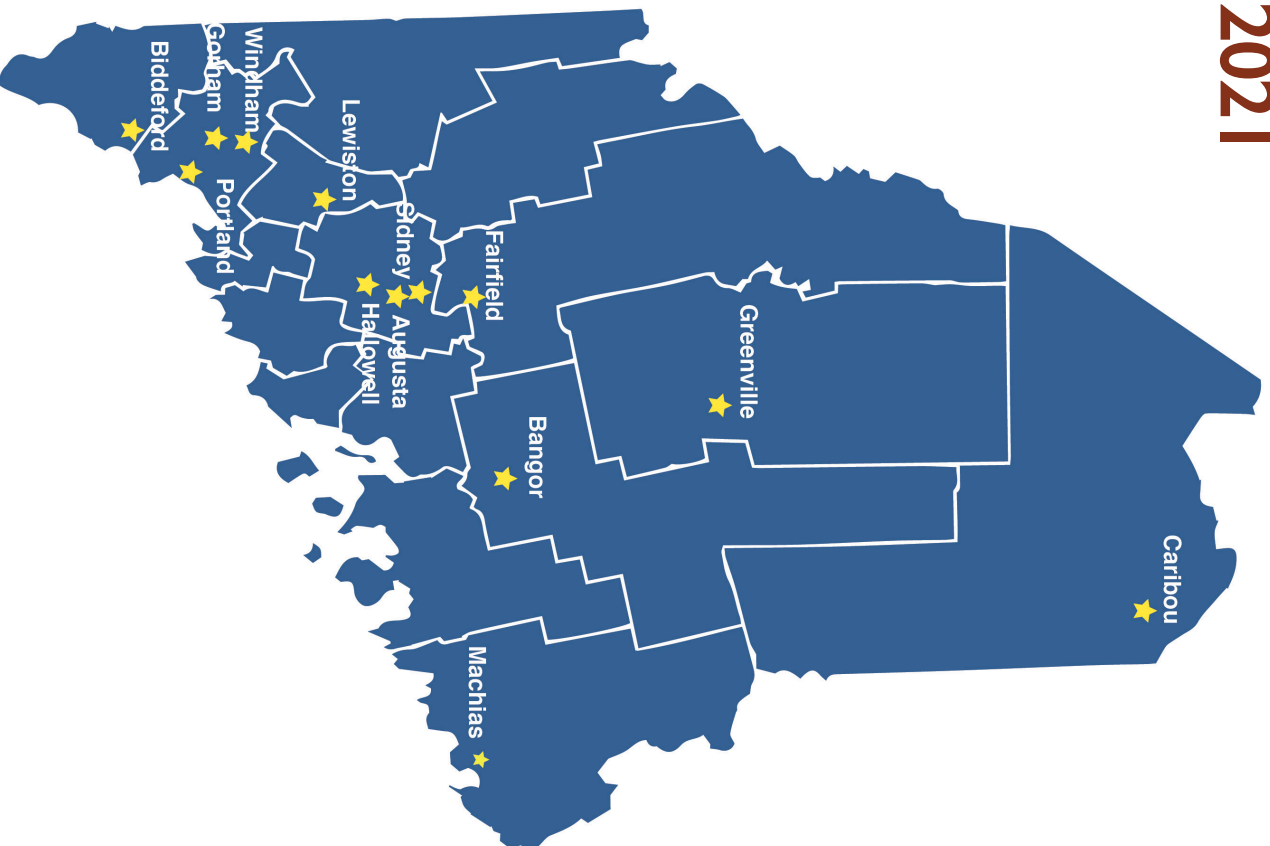 2021
Caribou
Greenville
Bangor
Fairfield
Machias
Sidney
Augusta
Hallowell
Lewiston
Windham
Gorham
Portland
Biddeford